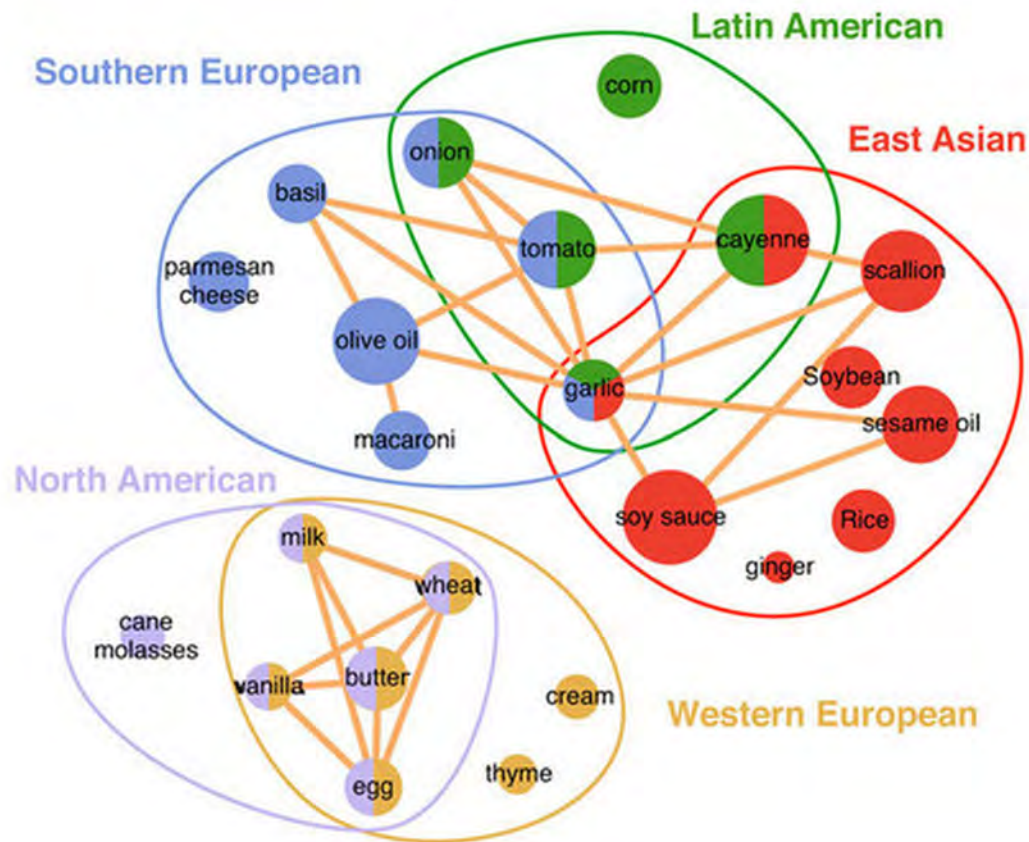 Latin American
Southern European
corn
East Asian
onion
basil
tomato
cayenne
scallion
parmesan
cheese
olive oil
garlic
Soybean
sesame oil
macaroni
North American
soy sauce
Rice
milk
ginger
wheat
cane
molasses
vanilla
butter
cream
Western European
thyme
egg